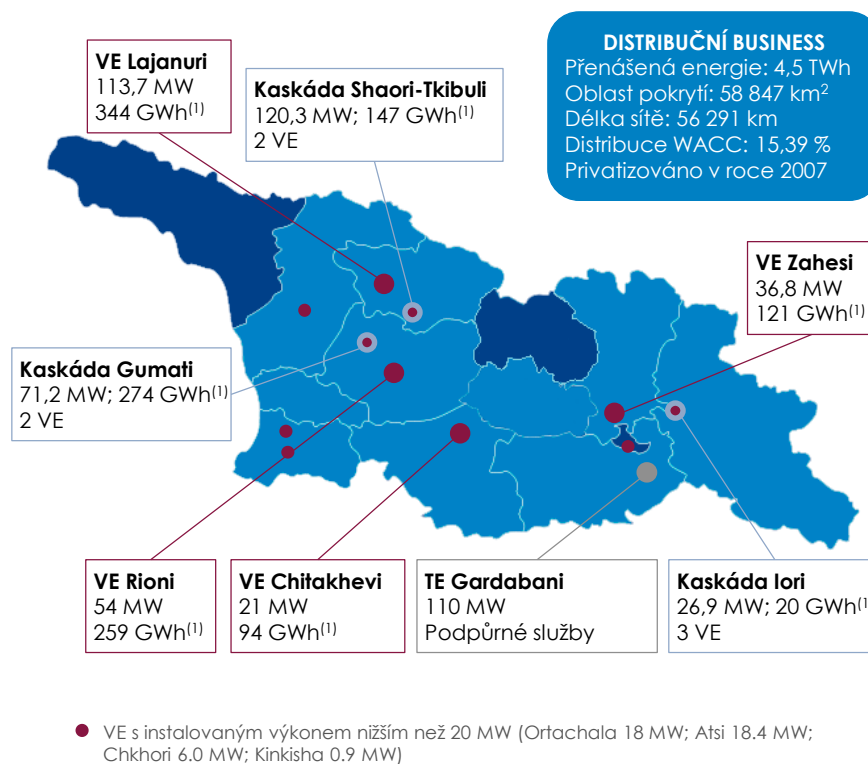 DISTRIBUČNÍ BUSINESS
Přenášená energie: 4,5 TWh
Oblast pokrytí: 58 847 km²
Délka sítě: 56 291 km
Distribuce WACC: 15,39 %
Privatizováno v roce 2007
VE Lajanuri
113,7 MW
344 GWh(1)
Kaskáda Shaori-Tkibuli
120,3 MW; 147 GWh(1)
2 VE
VE Zahesi
36,8 MW
121 GWh(1)
Kaskáda Gumati
71,2 MW; 274 GWh(1)
2 VE
VE Rioni
54 MW
259 GWh(1)
VE Chitakhevi
21 MW
94 GWh(1)
TE Gardabani
110 MW
Podpůrné služby
Kaskáda Iori
26,9 MW; 20 GWh(1)
3 VE
VE s instalovaným výkonem nižším než 20 MW (Ortachala 18 MW; Atsi 18.4 MW;
Chkhori 6.0 MW; Kinkisha 0.9 MW)